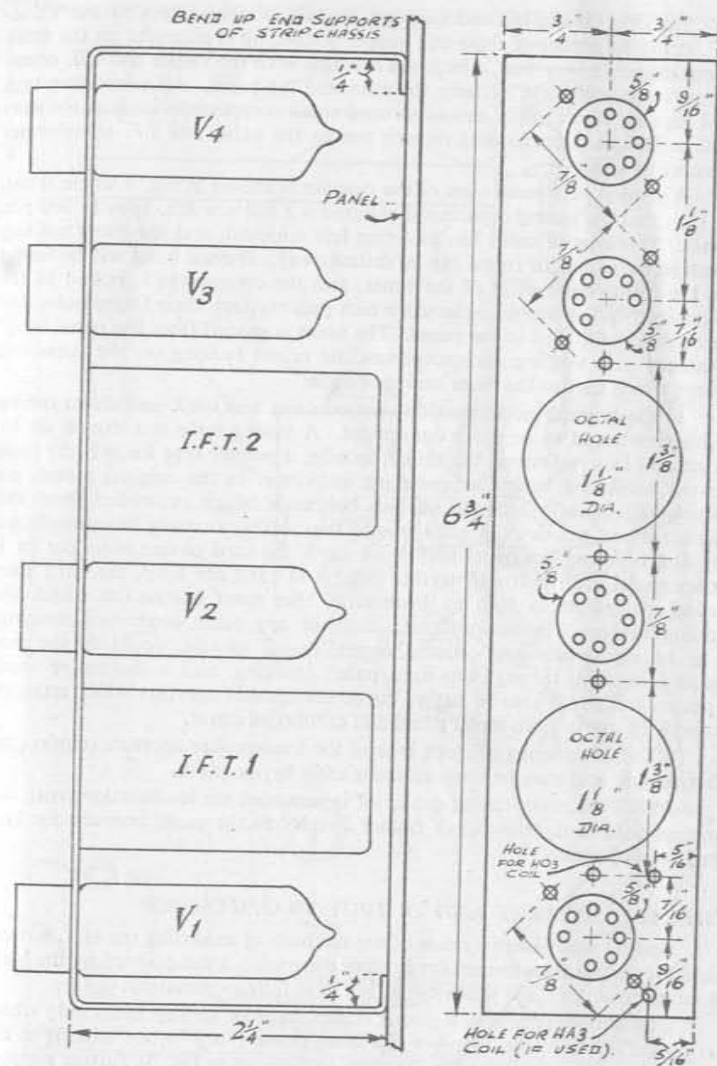 BEND UP END SUPPORTS
OF STRIP CHASSIS
1/4"
V4
PANEL
V3
I.F.T.2
V2
I.F.T.1
V1
1/4"
2 1/4"
3/4"
3/4"
5/8"
9/16"
7/8"
1 1/8"
7/8"
5/8"
7/16"
OCTAL
HOLE
1 1/8"
DIA.
1 3/8"
6 3/4"
5/8"
7/8"
OCTAL
HOLE
1 1/8"
DIA.
1 3/8"
HOLE
FOR HO3
COIL
5/16"
5/8"
7/16"
7/8"
9/16"
HOLE FOR HA3
COIL (IF USED).
5/16"